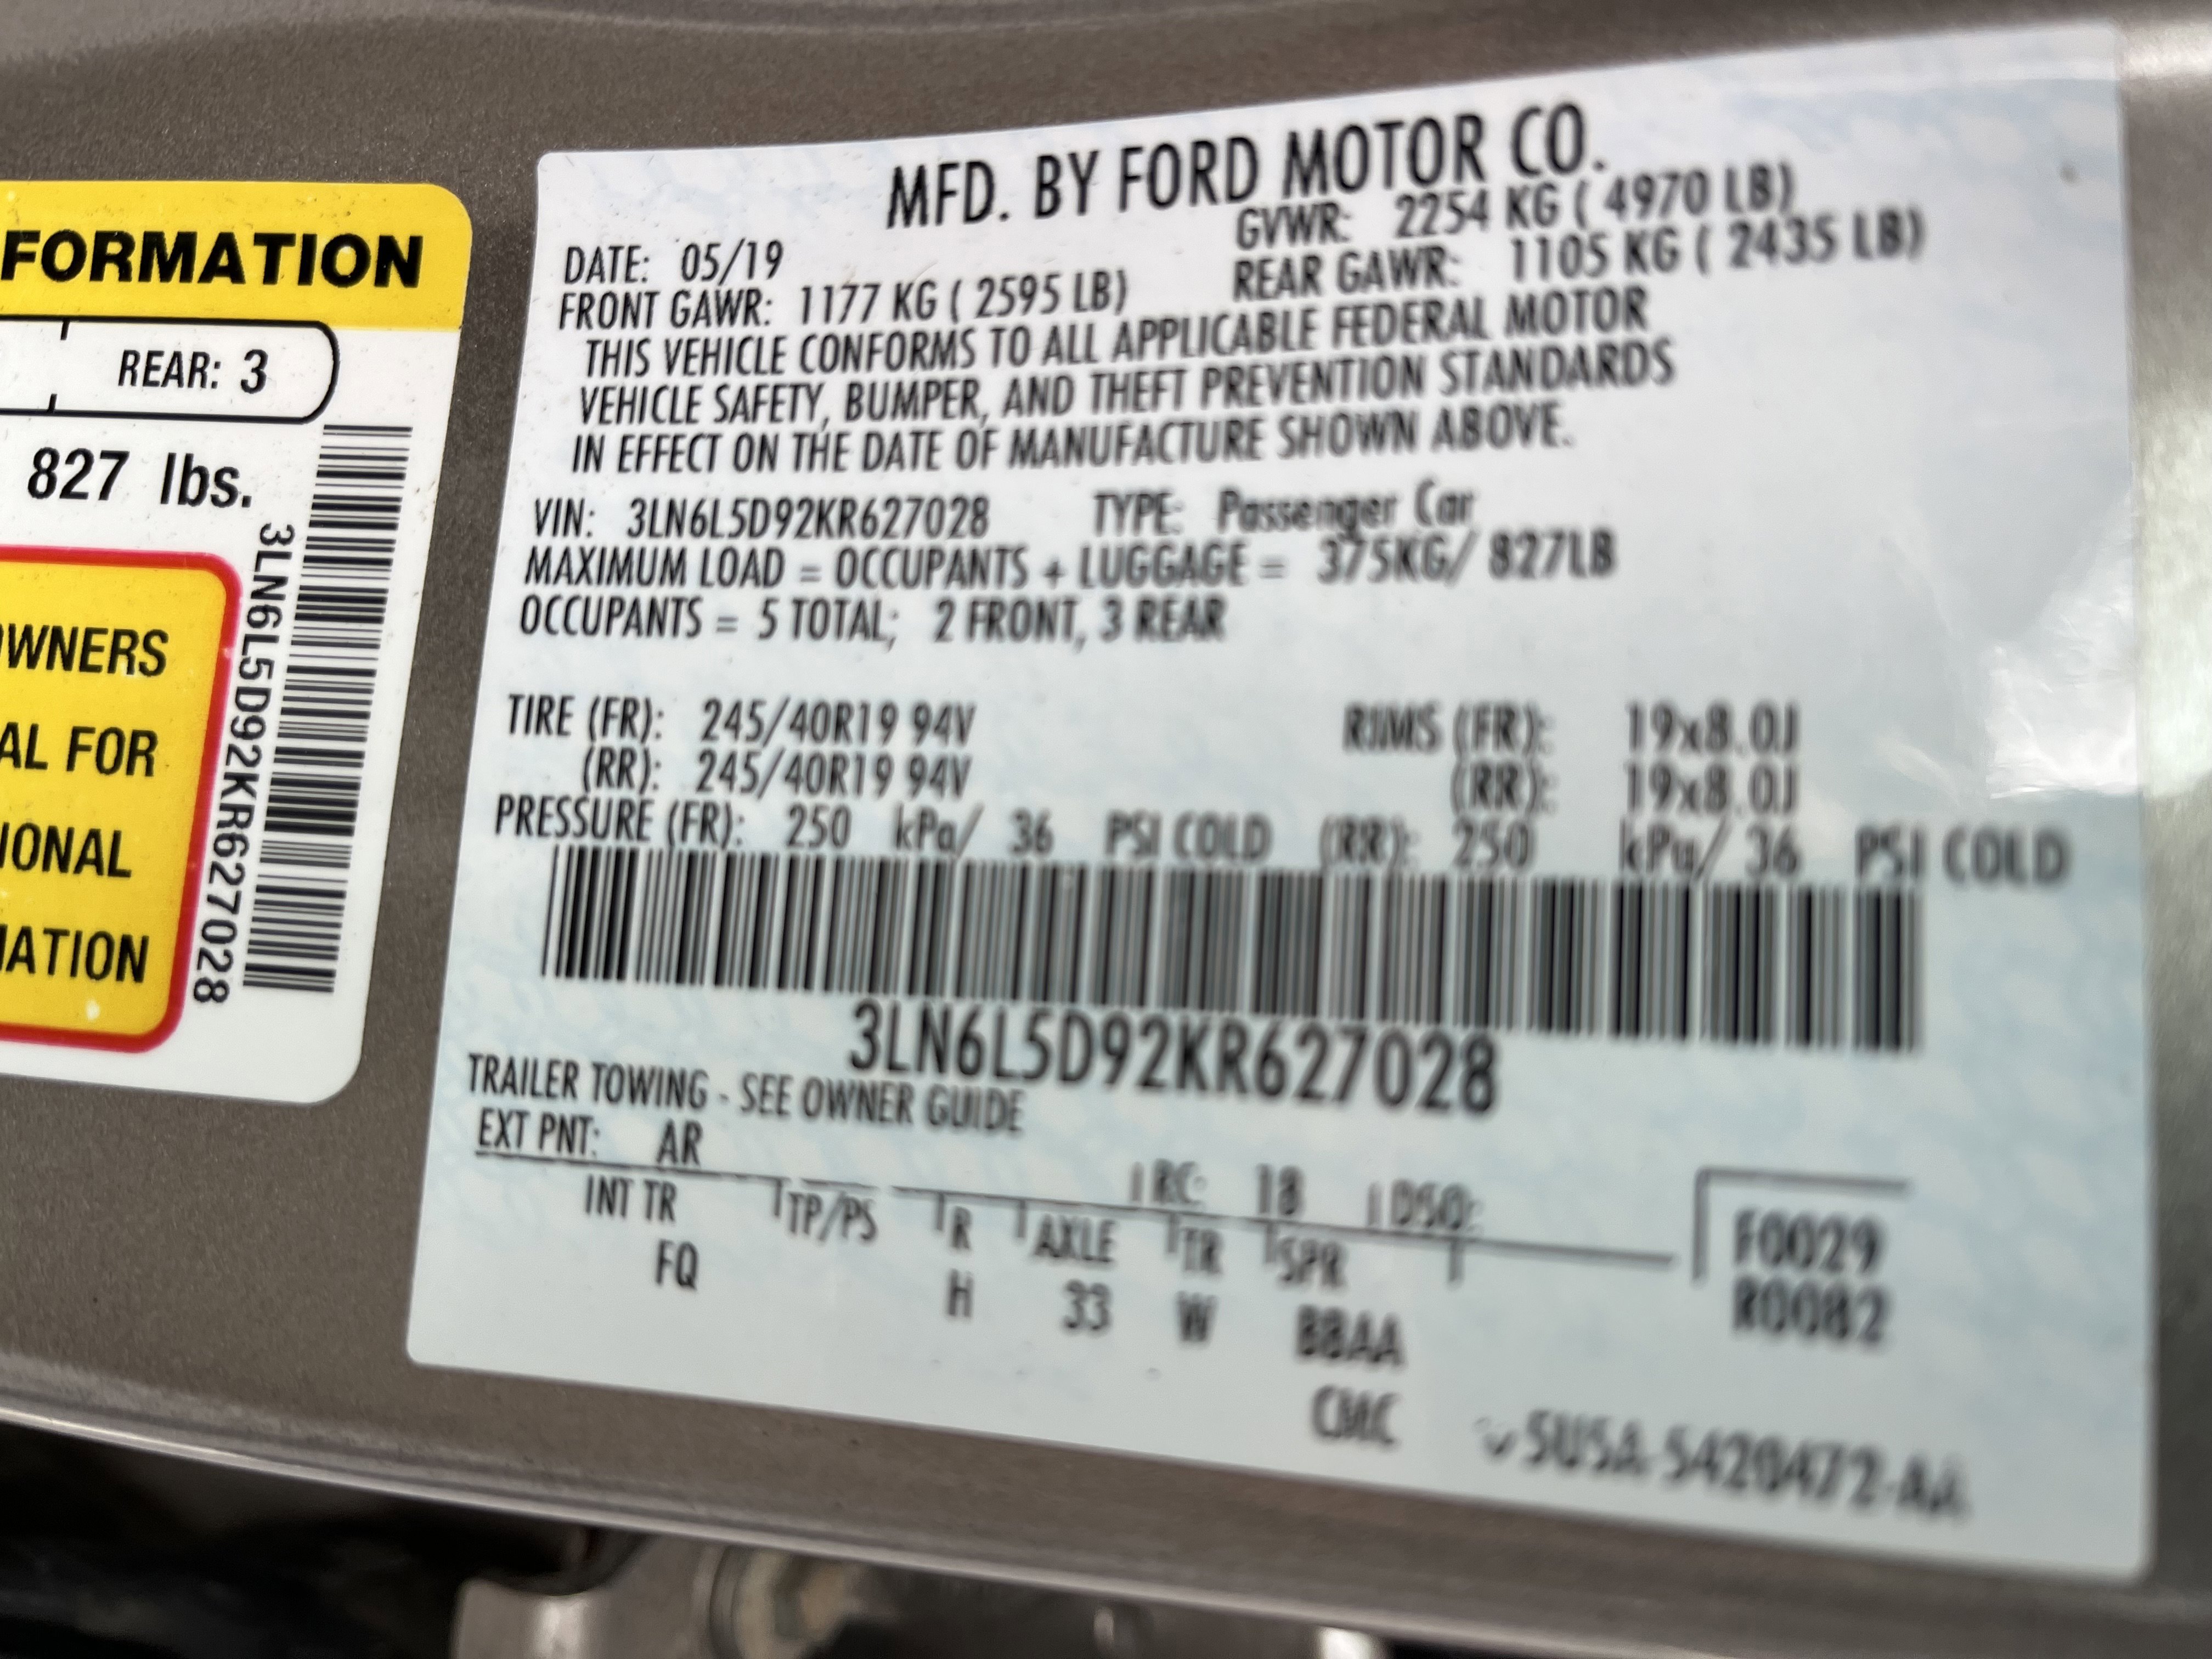 FORMATION
REAR: 3
827 lbs.
3LN6L5D92KR627028
OWNERS
AL FOR
IONAL
MATION
MFD. BY FORD MOTOR CO.
DATE: 05/19 GVWR: 2254 KG ( 4970 LB)
FRONT GAWR: 1177 KG ( 2595 LB) REAR GAWR: 1105 KG ( 2435 LB)
THIS VEHICLE CONFORMS TO ALL APPLICABLE FEDERAL MOTOR
VEHICLE SAFETY, BUMPER, AND THEFT PREVENTION STANDARDS
IN EFFECT ON THE DATE OF MANUFACTURE SHOWN ABOVE.
VIN: 3LN6L5D92KR627028 TYPE: Passenger Car
MAXIMUM LOAD = OCCUPANTS + LUGGAGE = 375KG/ 827LB
OCCUPANTS = 5 TOTAL; 2 FRONT, 3 REAR
TIRE (FR): 245/40R19 94V RIMS (FR): 19x8.0J
(RR): 245/40R19 94V (RR): 19x8.0J
PRESSURE (FR): 250 kPa/ 36 PSI COLD (RR): 250 kPa/ 36 PSI COLD
3LN6L5D92KR627028
TRAILER TOWING - SEE OWNER GUIDE
EXT PNT: AR RC: 18 DSO:
INT TR TP/PS R AXLE TR SPR F0029
FQ H 33 W BBAA R0082
CMC 5U5A-5420472-AA